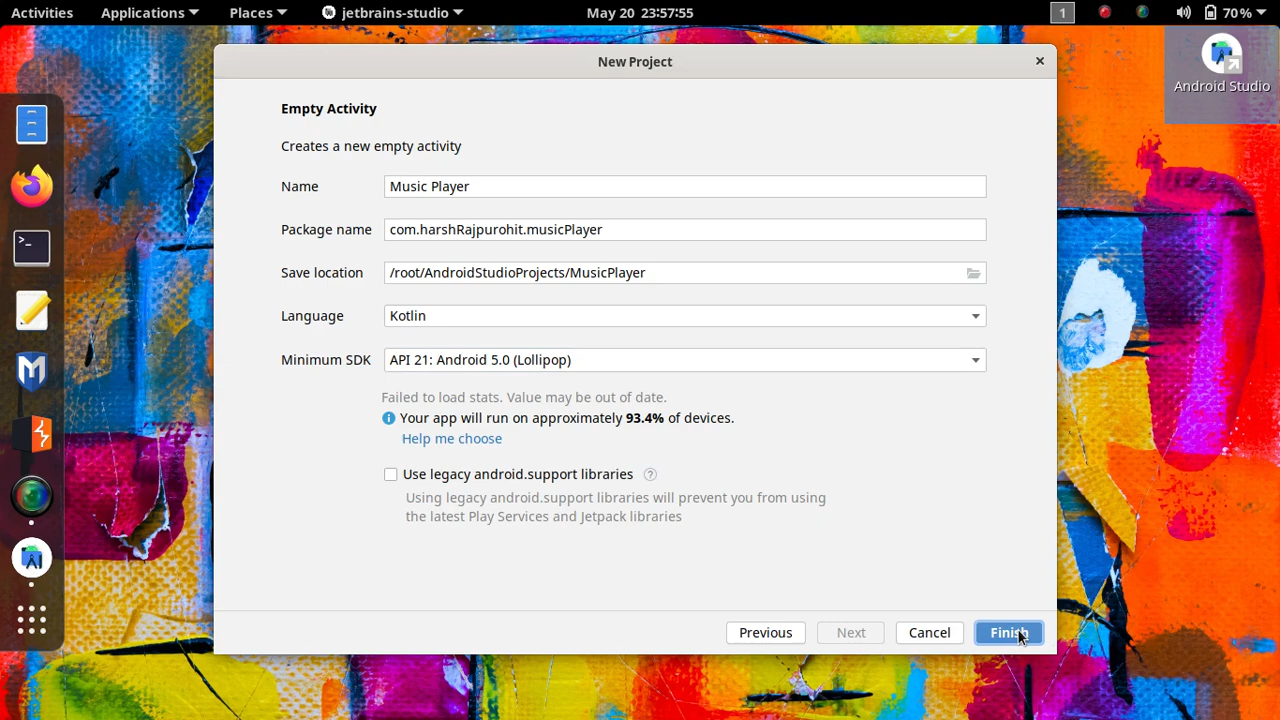 Activities Applications Places jetbrains-studio May 20 23:57:55 1 70%
Android Studio
New Project
Empty Activity
Creates a new empty activity
Name Music Player
Package name com.harshRajpurohit.musicPlayer
Save location /root/AndroidStudioProjects/MusicPlayer
Language Kotlin
Minimum SDK API 21: Android 5.0 (Lollipop)
Failed to load stats. Value may be out of date.
Your app will run on approximately 93.4% of devices.
Help me choose
Use legacy android.support libraries ?
Using legacy android.support libraries will prevent you from using
the latest Play Services and Jetpack libraries
Previous Next Cancel Finish